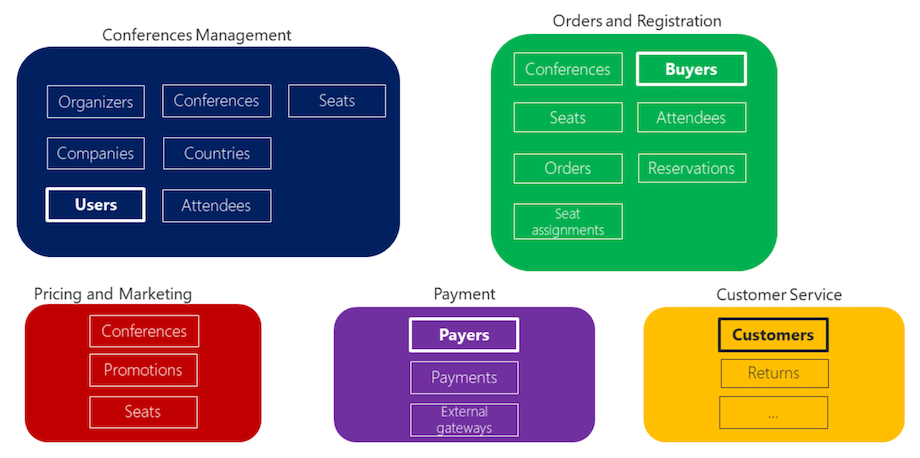 Conferences Management
Organizers
Conferences
Seats
Companies
Countries
Users
Attendees
Orders and Registration
Conferences
Buyers
Seats
Attendees
Orders
Reservations
Seat
assignments
Pricing and Marketing
Conferences
Promotions
Seats
Payment
Payers
Payments
External
gateways
Customer Service
Customers
Returns
...